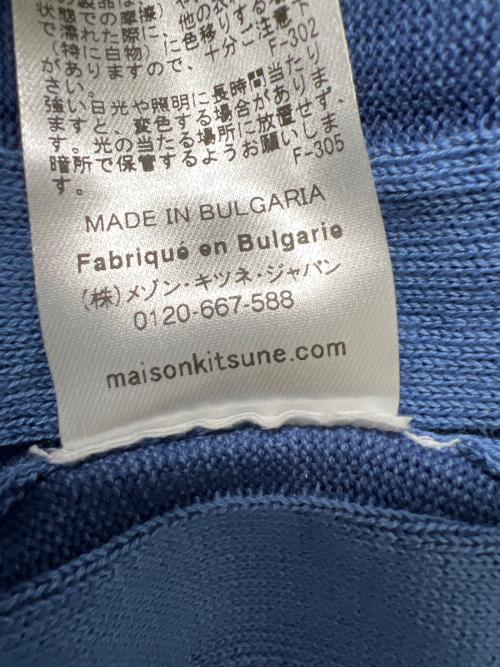 状態でれた際に、他の衣
(特に白物)に色移りする
がありますので、十分ご注意下
さい。 F-302
強い日光や照明に長時間当たり
ますと、変色する場合がありま
す。光の当たる場所に放置せず、
暗所で保管するようお願いしま
す。 F-305
MADE IN BULGARIA
Fabriqué en Bulgarie
(株)メゾン・キツネ・ジャパン
0120-667-588
maisonkitsune.com